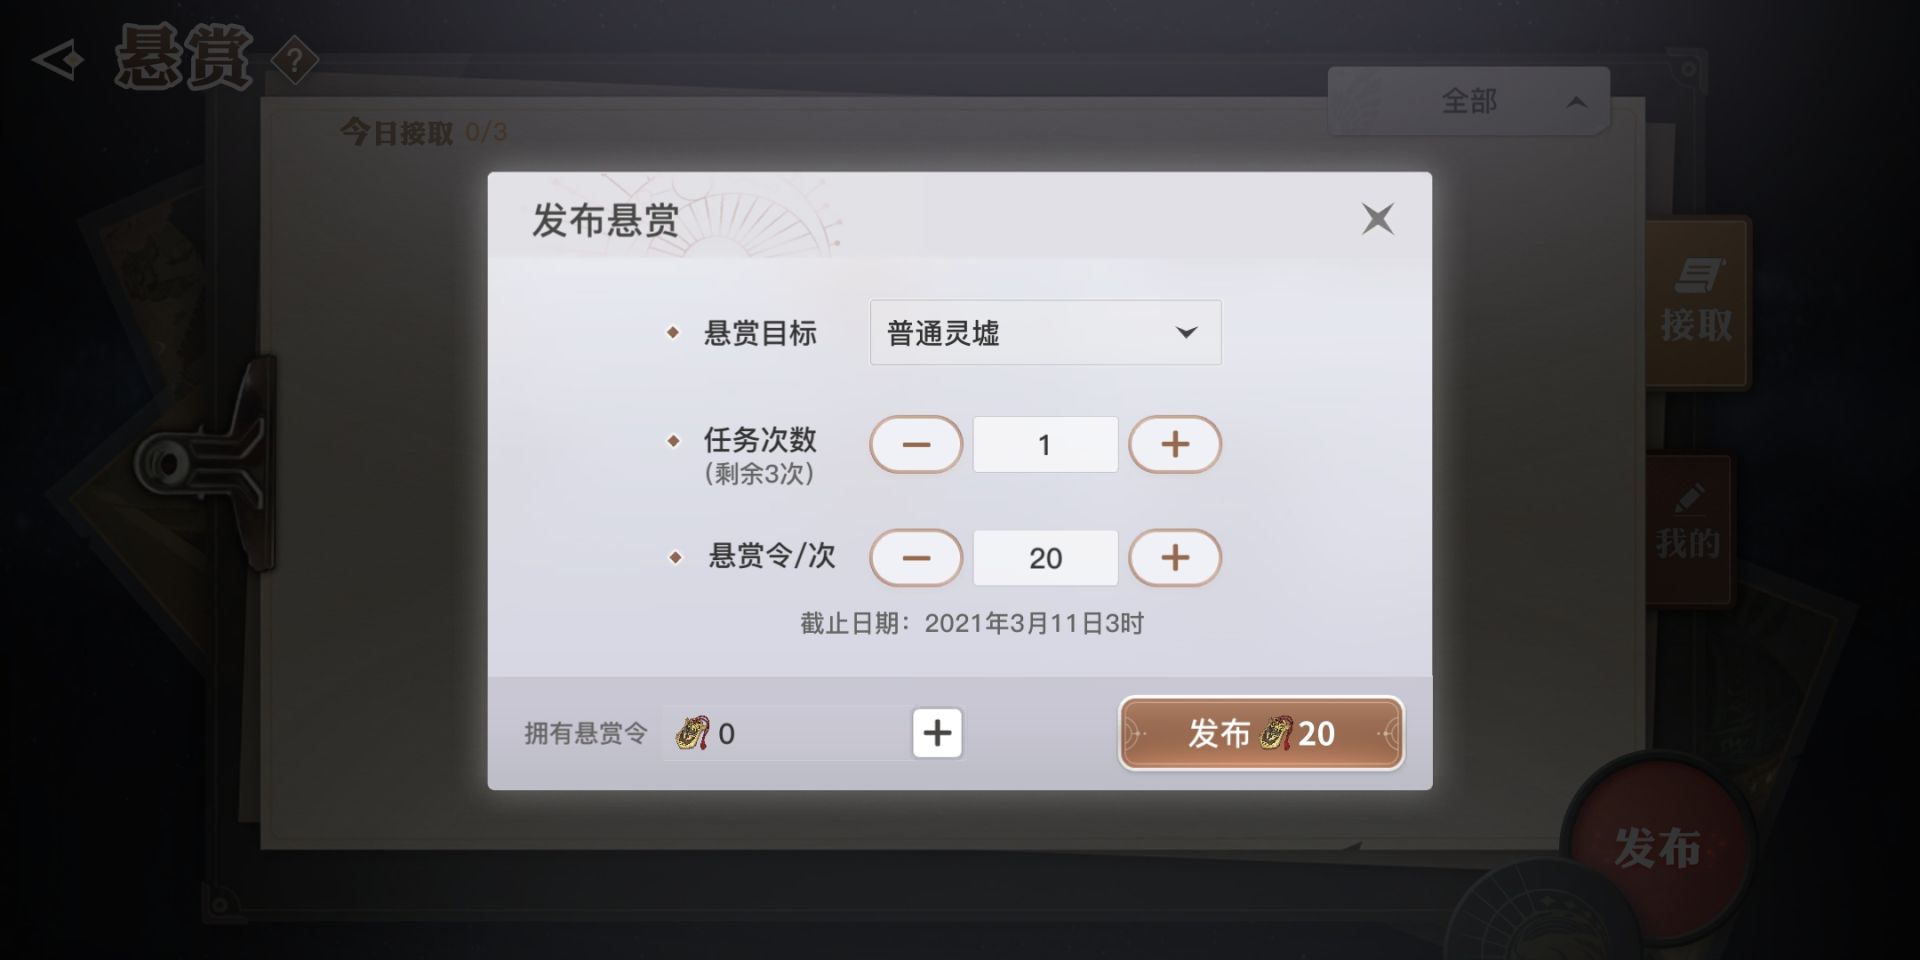 悬赏 ?
全部
今日接取 0/3
发布悬赏
接取
悬赏目标 普通灵墟
任务次数 1
(剩余3次)
我的
悬赏令/次 20
截止日期：2021年3月11日3时
拥有悬赏令 0
发布 20
发布